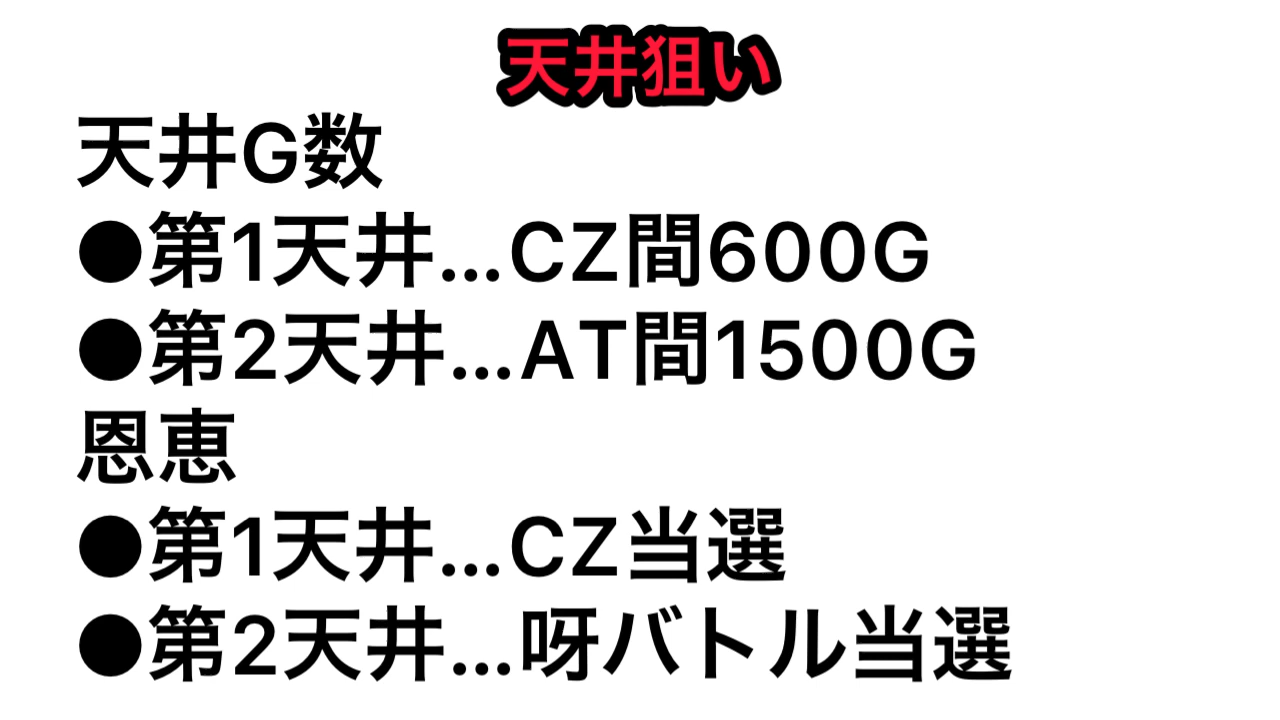 天井狙い
天井G数
●第1天井…CZ間600G
●第2天井…AT間1500G
恩恵
●第1天井…CZ当選
●第2天井…呀バトル当選